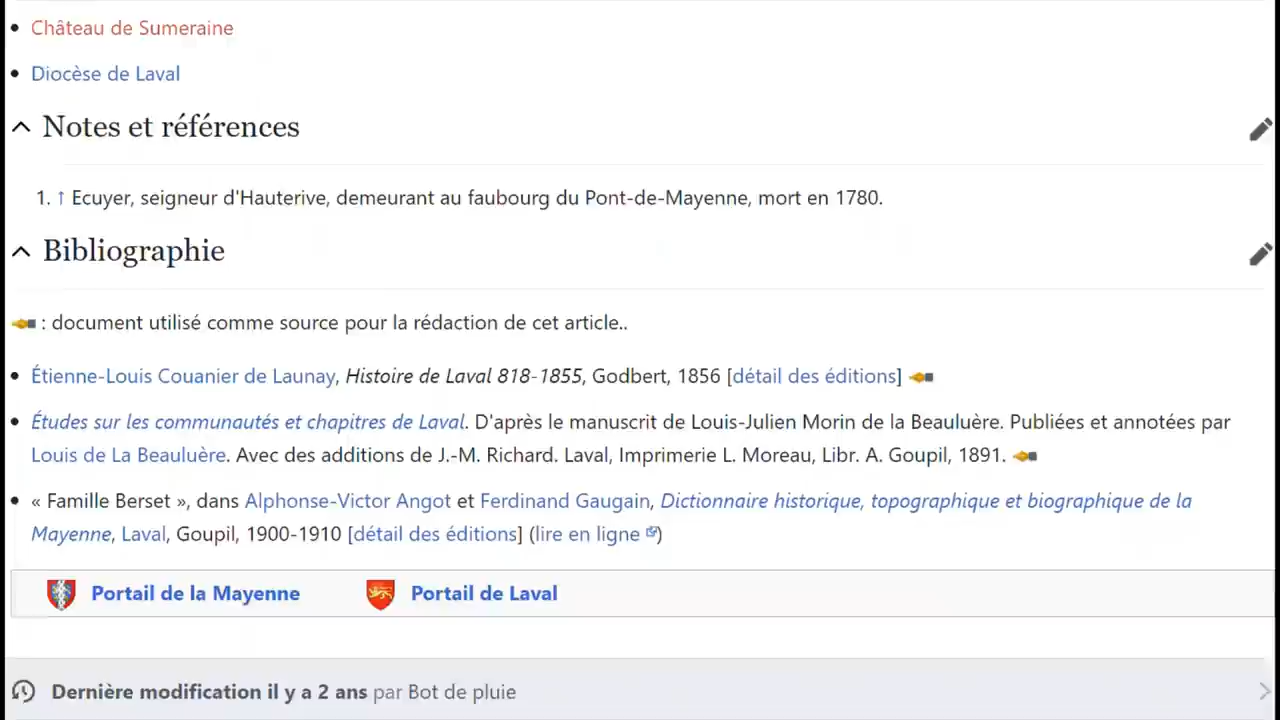 Château de Sumeraine
Diocèse de Laval
Notes et références
1. ↑ Ecuyer, seigneur d'Hauterive, demeurant au faubourg du Pont-de-Mayenne, mort en 1780.
Bibliographie
: document utilisé comme source pour la rédaction de cet article..
Étienne-Louis Couanier de Launay, Histoire de Laval 818-1855, Godbert, 1856 [détail des éditions]
Études sur les communautés et chapitres de Laval. D'après le manuscrit de Louis-Julien Morin de la Beauluère. Publiées et annotées par
Louis de La Beauluère. Avec des additions de J.-M. Richard. Laval, Imprimerie L. Moreau, Libr. A. Goupil, 1891.
« Famille Berset », dans Alphonse-Victor Angot et Ferdinand Gaugain, Dictionnaire historique, topographique et biographique de la
Mayenne, Laval, Goupil, 1900-1910 [détail des éditions] (lire en ligne)
Portail de la Mayenne Portail de Laval
Dernière modification il y a 2 ans par Bot de pluie